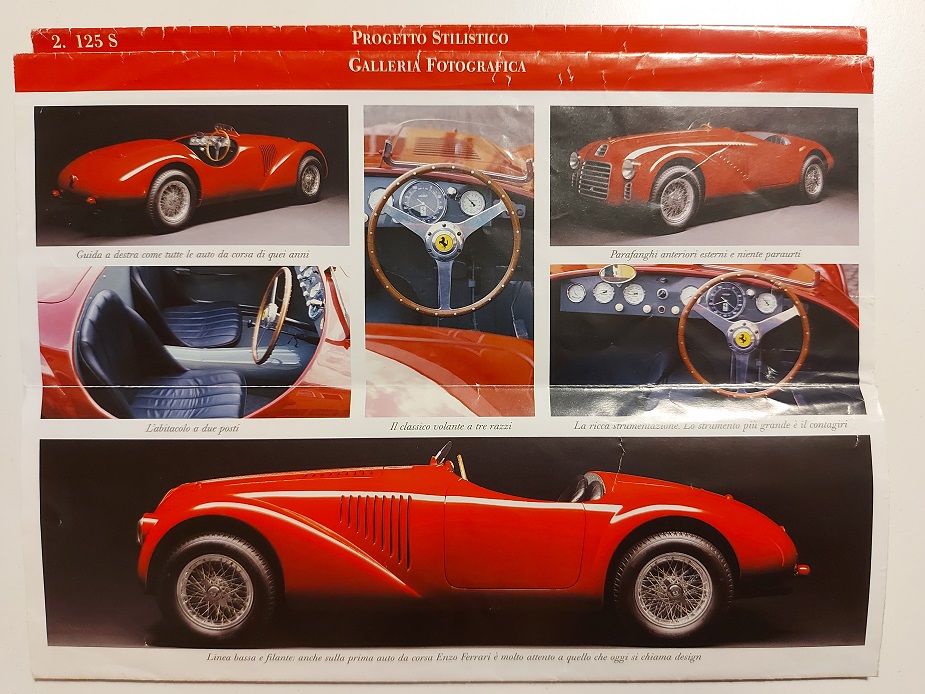 2. 125 S
PROGETTO STILISTICO
GALLERIA FOTOGRAFICA
Guida a destra come tutte le auto da corsa di quei anni
Parafanghi anteriori esterni e niente paraurti
L'abitacolo a due posti
Il classico volante a tre razzi
La ricca strumentazione. Lo strumento più grande è il contagiri
Linea bassa e filante: anche sulla prima auto da corsa Enzo Ferrari è molto attento a quello che oggi si chiama design